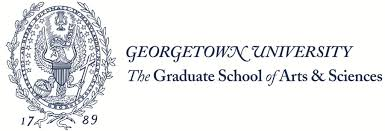 GEORGETOWN UNIVERSITY
The Graduate School of Arts & Sciences
17 89